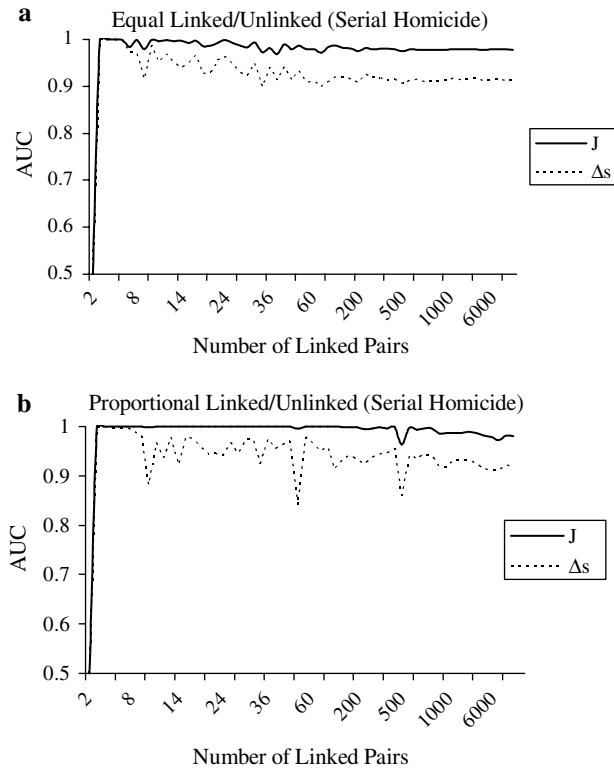 a
Equal Linked/Unlinked (Serial Homicide)
1
0.9
0.8
0.7
0.6
0.5
AUC
2
8
14
24
36
60
200
500
1000
6000
Number of Linked Pairs
J
Δs
b
Proportional Linked/Unlinked (Serial Homicide)
1
0.9
0.8
0.7
0.6
0.5
AUC
2
8
14
24
36
60
200
500
1000
6000
Number of Linked Pairs
J
Δs